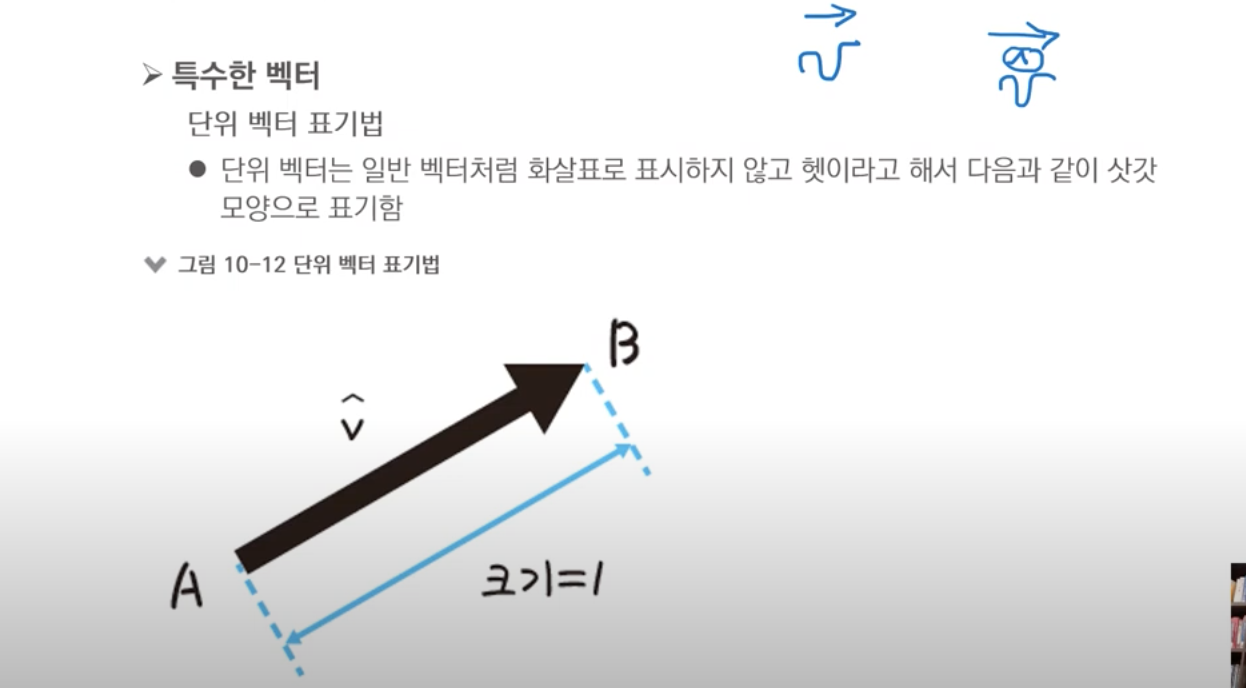 v v
➢ 특수한 벡터
단위 벡터 표기법
● 단위 벡터는 일반 벡터처럼 화살표로 표시하지 않고 헷이라고 해서 다음과 같이 삿갓
모양으로 표기함
그림 10-12 단위 벡터 표기법
B
v̂
A
크기=1